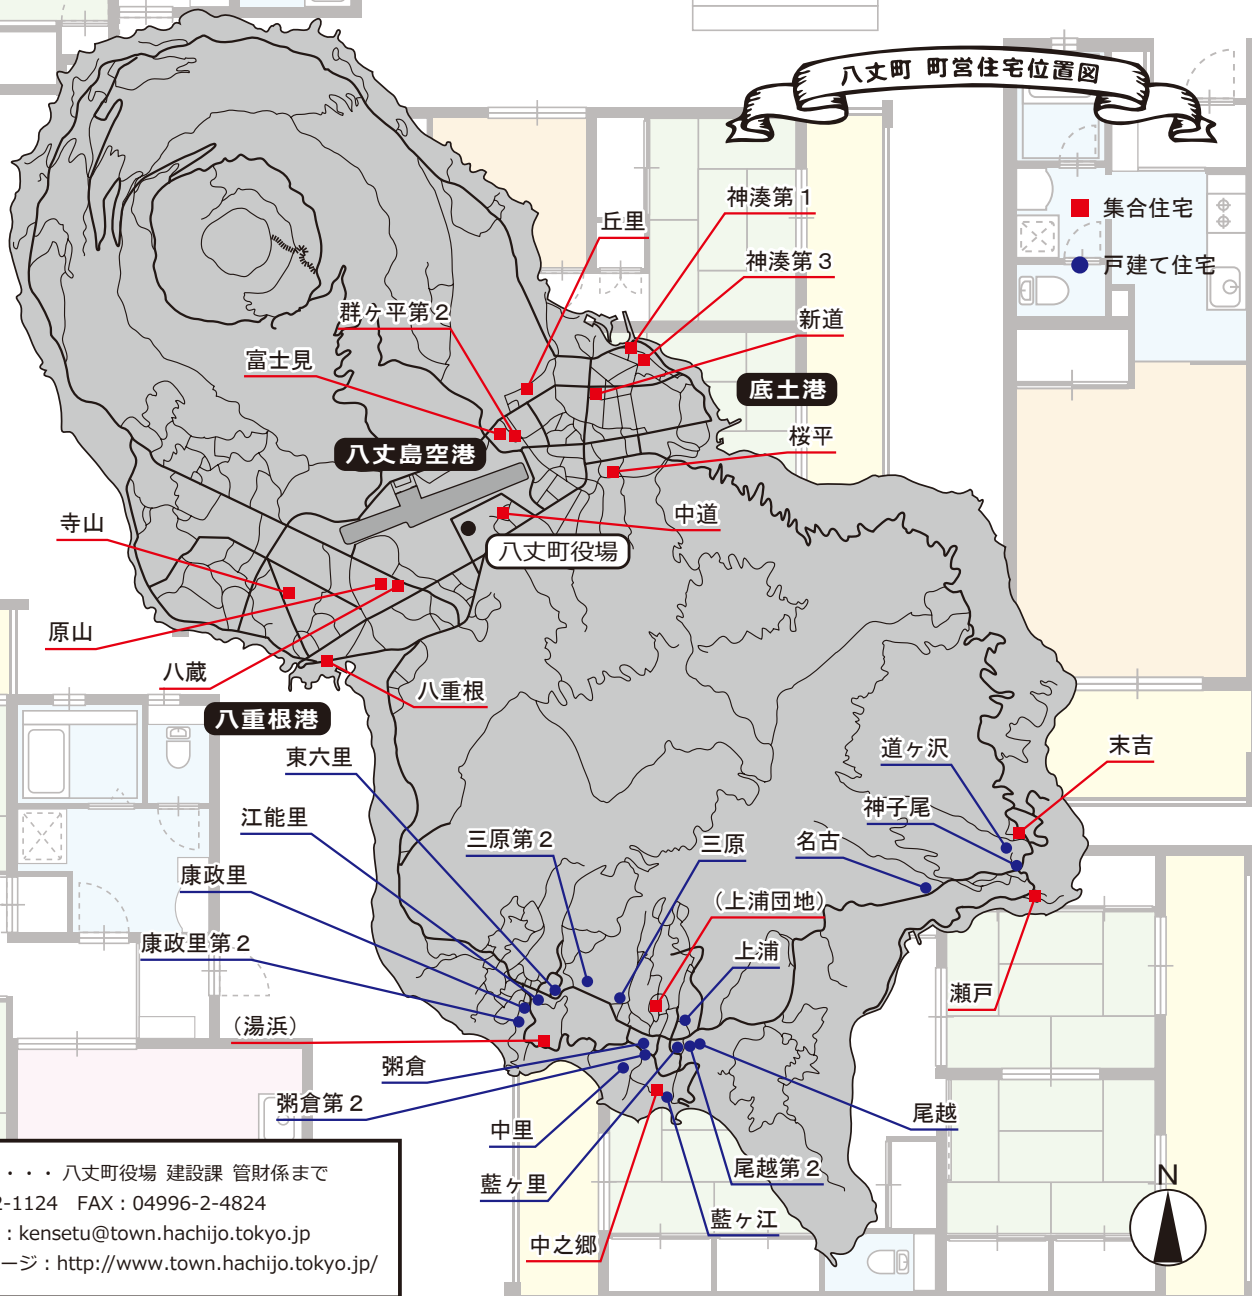 八丈町 町営住宅位置図
集合住宅
戸建て住宅
神湊第1
丘里
神湊第3
群ヶ平第2
新道
富士見
底土港
桜平
八丈島空港
中道
寺山
八丈町役場
原山
八蔵
八重根
八重根港
東六里
道ヶ沢
末吉
江能里
神子尾
三原第2
三原
名古
康政里
(上浦団地)
康政里第2
上浦
瀬戸
(湯浜)
粥倉
粥倉第2
尾越
中里
尾越第2
藍ヶ里
藍ヶ江
中之郷
N
・・・八丈町役場 建設課 管財係まで
2-1124 FAX:04996-2-4824
:kensetu@town.hachijo.tokyo.jp
ージ:http://www.town.hachijo.tokyo.jp/